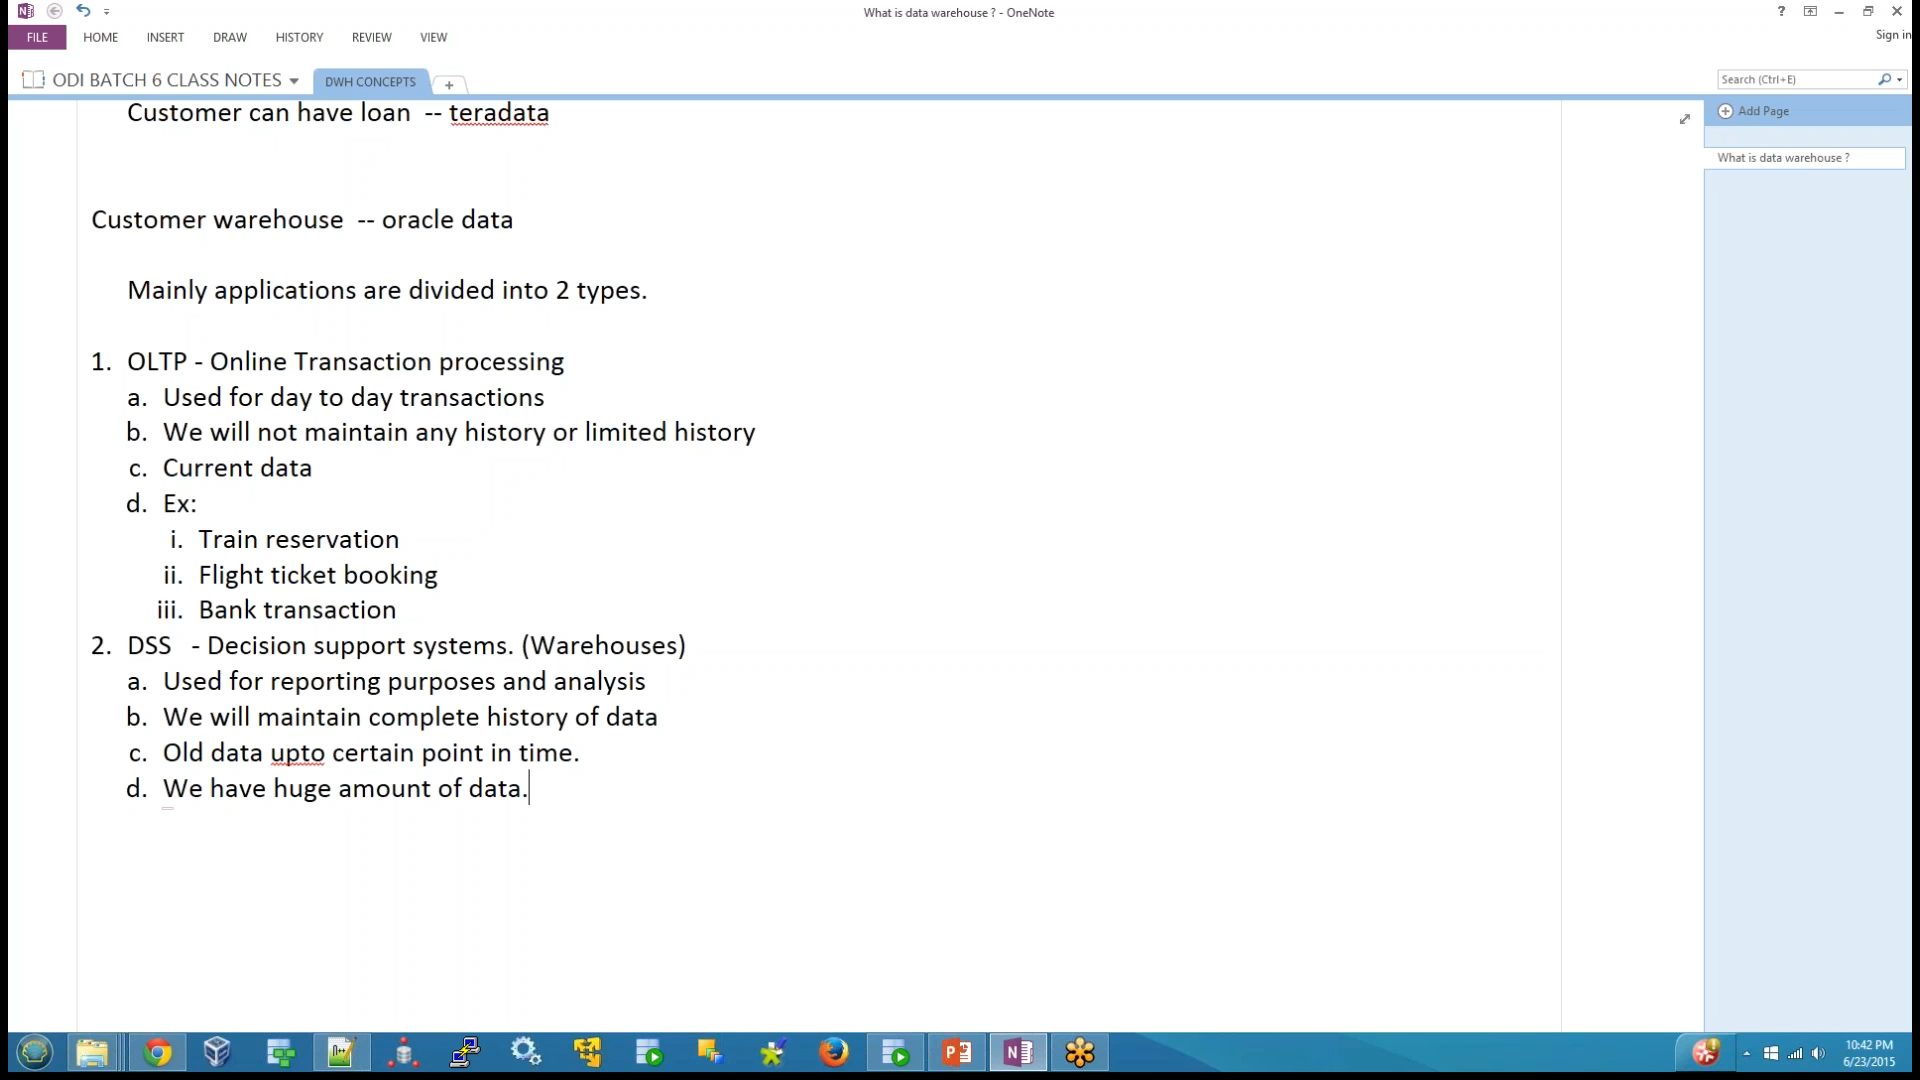 What is data warehouse ? - OneNote
?
FILE
HOME
INSERT
DRAW
HISTORY
REVIEW
VIEW
Sign in
ODI BATCH 6 CLASS NOTES
DWH CONCEPTS
+
Search (Ctrl+E)
Add Page
What is data warehouse ?
Customer can have loan -- teradata
Customer warehouse -- oracle data
Mainly applications are divided into 2 types.
1. OLTP - Online Transaction processing
a. Used for day to day transactions
b. We will not maintain any history or limited history
c. Current data
d. Ex:
i. Train reservation
ii. Flight ticket booking
iii. Bank transaction
2. DSS - Decision support systems. (Warehouses)
a. Used for reporting purposes and analysis
b. We will maintain complete history of data
c. Old data upto certain point in time.
d. We have huge amount of data.
10:42 PM
6/23/2015